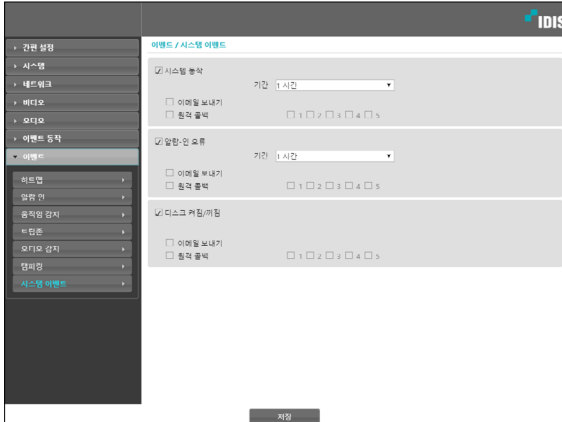 IDIS
간편 설정
시스템
네트워크
비디오
오디오
이벤트 동작
이벤트
히트맵
알람 인
움직임 감지
트립존
오디오 감지
탬퍼링
시스템 이벤트
이벤트 / 시스템 이벤트
시스템 동작
기간 1 시간
이메일 보내기
원격 콜백 1 2 3 4 5
알람-인 오류
기간 1 시간
이메일 보내기
원격 콜백 1 2 3 4 5
디스크 켜짐/꺼짐
이메일 보내기
원격 콜백 1 2 3 4 5
저장